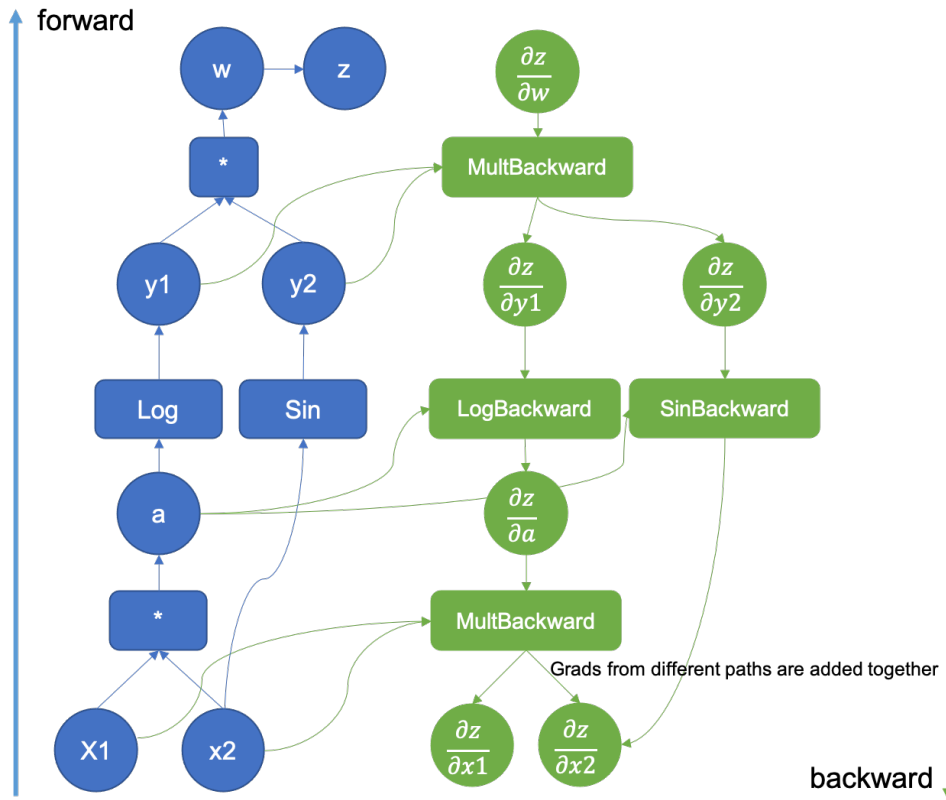 forward
w
z
∂z
∂w
*
MultBackward
y1
y2
∂z
∂y1
∂z
∂y2
Log
Sin
LogBackward
SinBackward
a
∂z
∂a
*
MultBackward
Grads from different paths are added together
X1
x2
∂z
∂x1
∂z
∂x2
backward